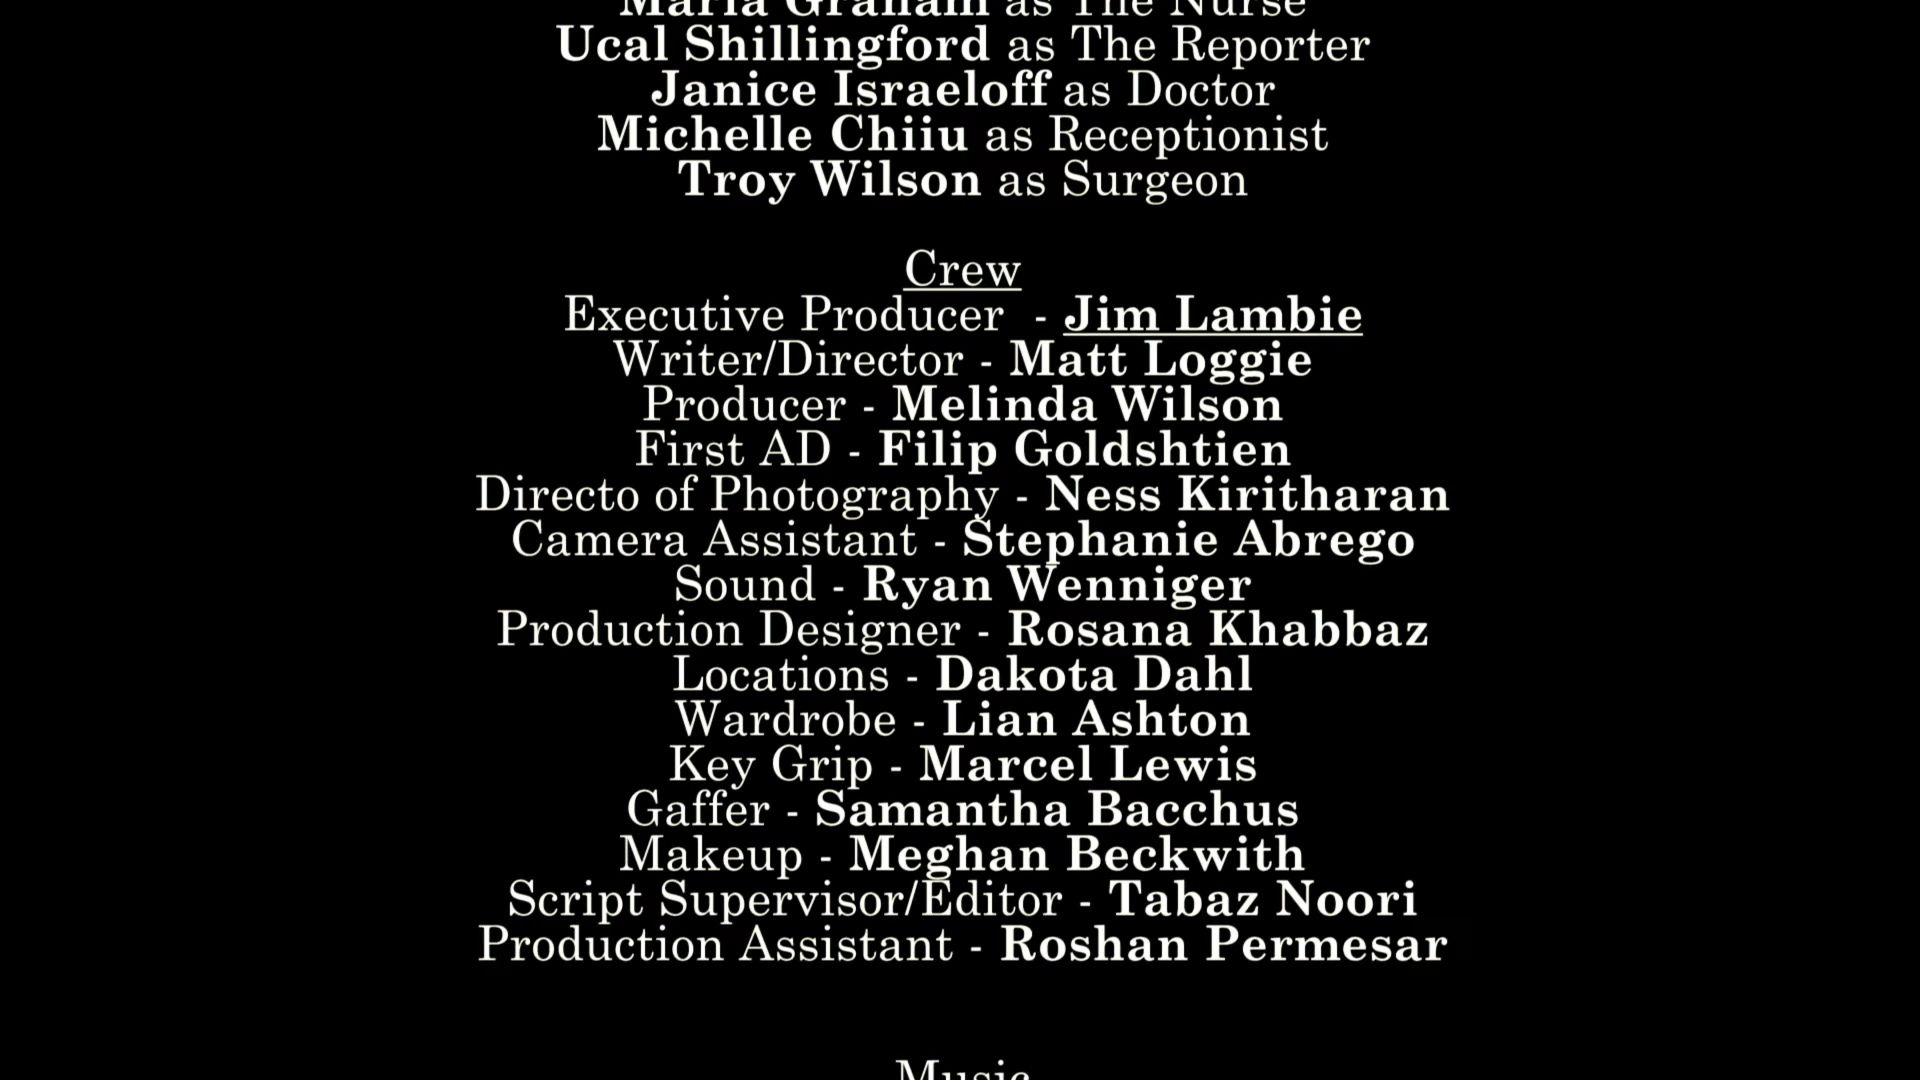 Maria Graham as The Nurse
Ucal Shillingford as The Reporter
Janice Israeloff as Doctor
Michelle Chiiu as Receptionist
Troy Wilson as Surgeon
Crew
Executive Producer  - Jim Lambie
Writer/Director - Matt Loggie
Producer - Melinda Wilson
First AD - Filip Goldshtien
Directo of Photography - Ness Kiritharan
Camera Assistant - Stephanie Abrego
Sound - Ryan Wenniger
Production Designer - Rosana Khabbaz
Locations - Dakota Dahl
Wardrobe - Lian Ashton
Key Grip - Marcel Lewis
Gaffer - Samantha Bacchus
Makeup - Meghan Beckwith
Script Supervisor/Editor - Tabaz Noori
Production Assistant - Roshan Permesar
Music